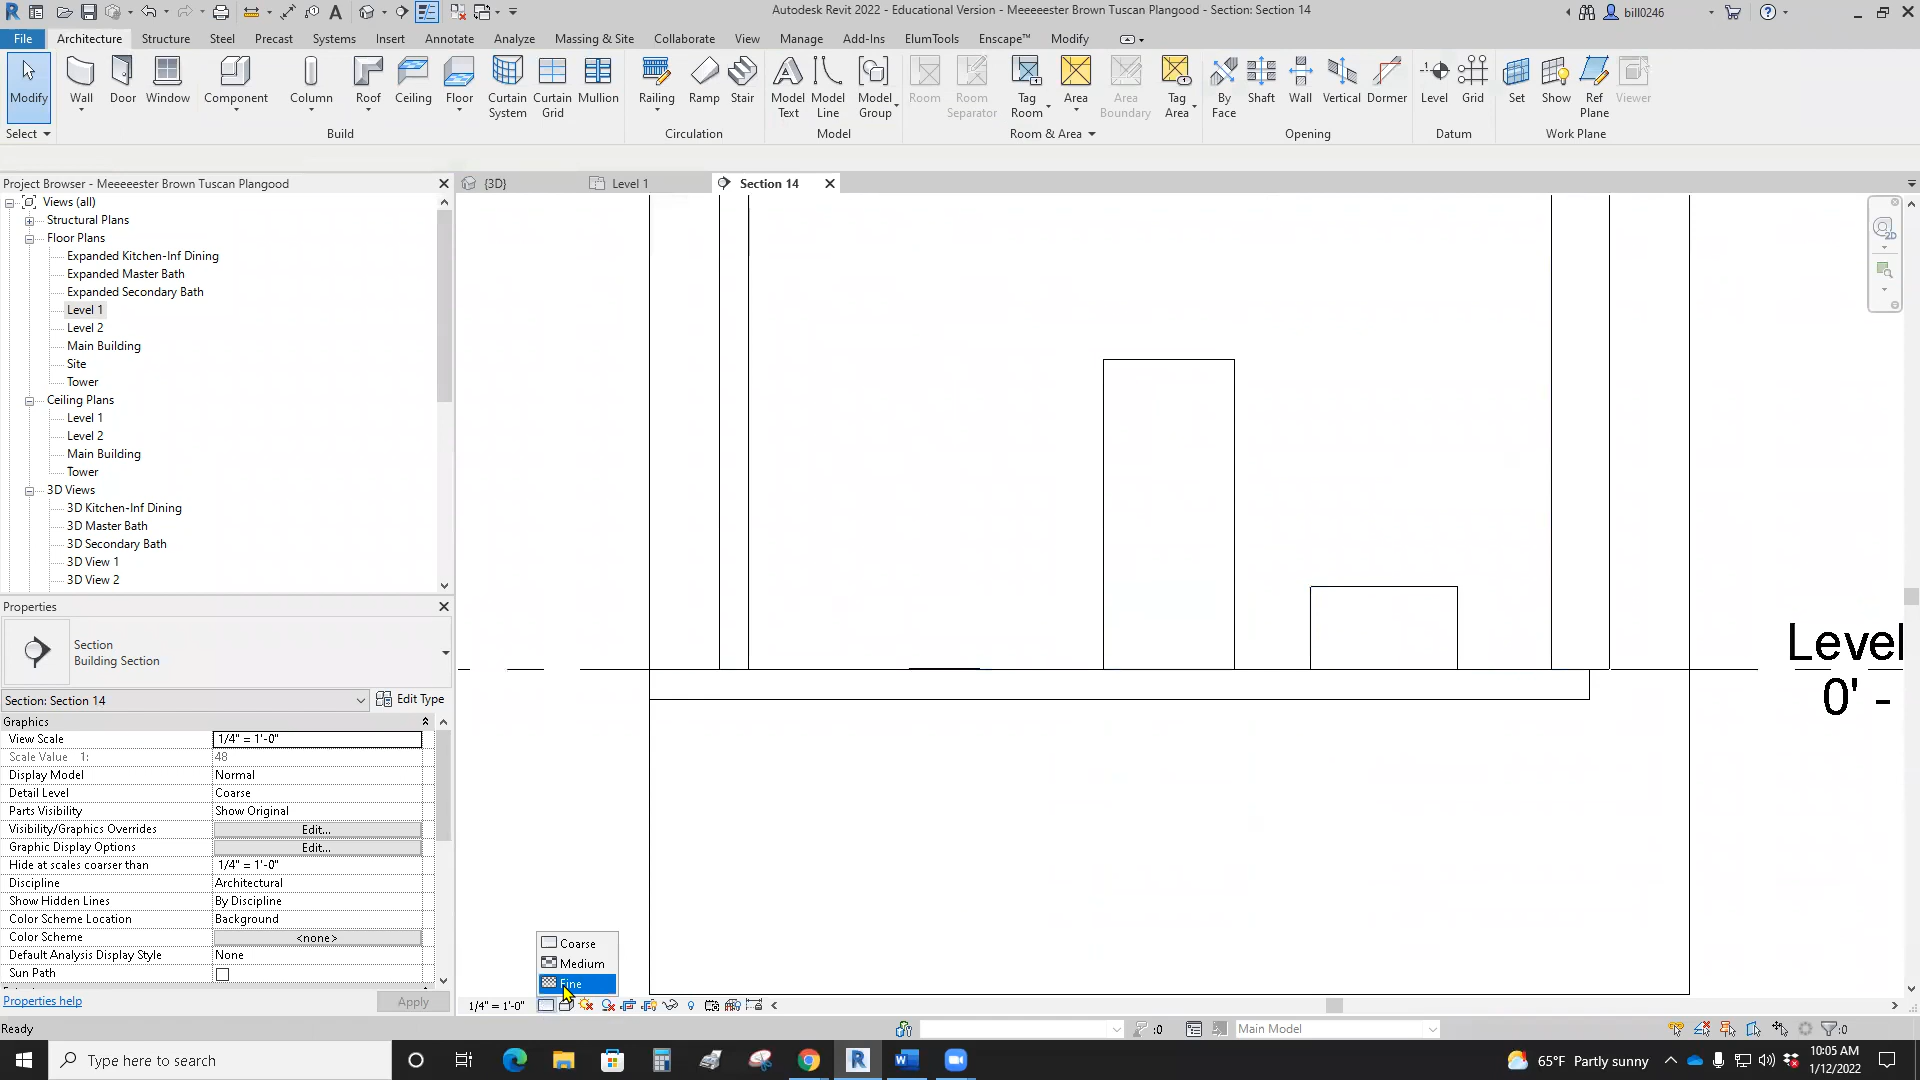 Autodesk Revit 2022 - Educational Version - Meeeeester Brown Tuscan Plangood - Section: Section 14
bill0246
File Architecture Structure Steel Precast Systems Insert Annotate Analyze Massing & Site Collaborate View Manage Add-Ins ElumTools Enscape™ Modify
Modify Wall Door Window Component Column Roof Ceiling Floor Curtain System Curtain Grid Mullion Railing Ramp Stair Model Text Model Line Model Group Room Room Separator Tag Room Area Area Boundary Tag Area By Face Shaft Wall Vertical Dormer Level Grid Set Show Ref Plane Viewer
Select Build Circulation Model Room & Area Opening Datum Work Plane
Project Browser - Meeeeester Brown Tuscan Plangood
{3D} Level 1 Section 14
Views (all)
Structural Plans
Floor Plans
Expanded Kitchen-Inf Dining
Expanded Master Bath
Expanded Secondary Bath
Level 1
Level 2
Main Building
Site
Tower
Ceiling Plans
Level 1
Level 2
Main Building
Tower
3D Views
3D Kitchen-Inf Dining
3D Master Bath
3D Secondary Bath
3D View 1
3D View 2
Properties
Section
Building Section
Section: Section 14 Edit Type
Graphics
View Scale 1/4" = 1'-0"
Scale Value 1: 48
Display Model Normal
Detail Level Coarse
Parts Visibility Show Original
Visibility/Graphics Overrides Edit...
Graphic Display Options Edit...
Hide at scales coarser than 1/4" = 1'-0"
Discipline Architectural
Show Hidden Lines By Discipline
Color Scheme Location Background
Color Scheme <none>
Default Analysis Display Style None
Sun Path
Properties help Apply
Level
0' -
Coarse
Medium
Fine
1/4" = 1'-0"
Ready :0 Main Model :0
Type here to search
65°F Partly sunny
10:05 AM
1/12/2022